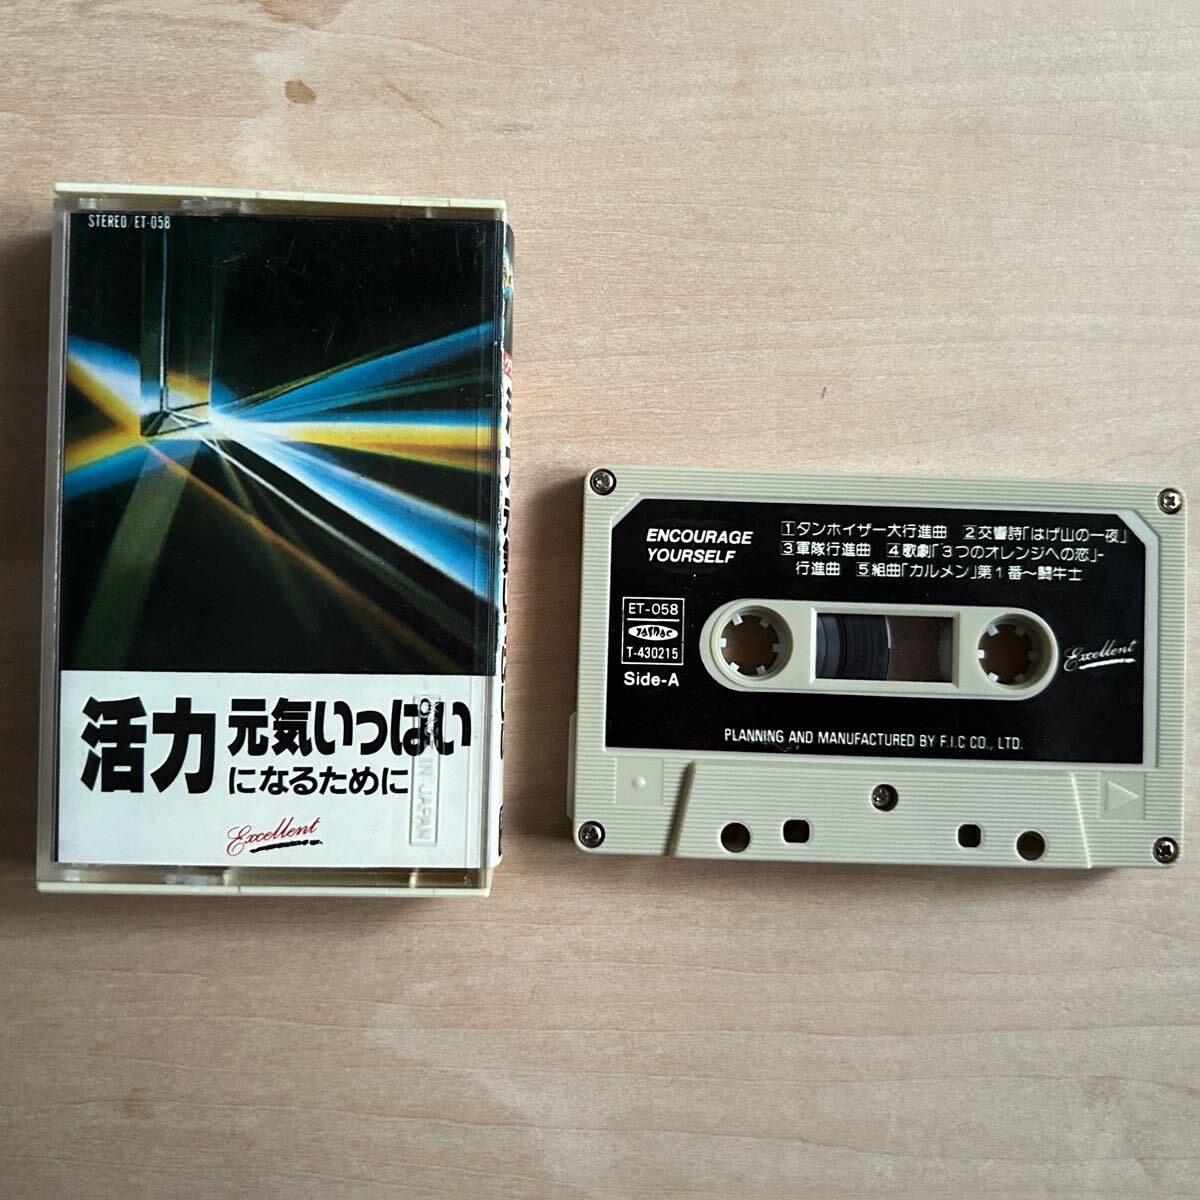 STEREO/ET-058
活力 元気いっぱい
になるために
Excellent
IN JAPAN
ENCOURAGE
YOURSELF
1タンホイザー大行進曲 2交響詩「はげ山の一夜」
3軍隊行進曲 4歌劇「3つのオレンジへの恋」-
行進曲 5組曲「カルメン」第1番〜闘牛士
ET-058
JASRAC
T-430215
Side-A
Excellent
PLANNING AND MANUFACTURED BY F.I.C CO., LTD.